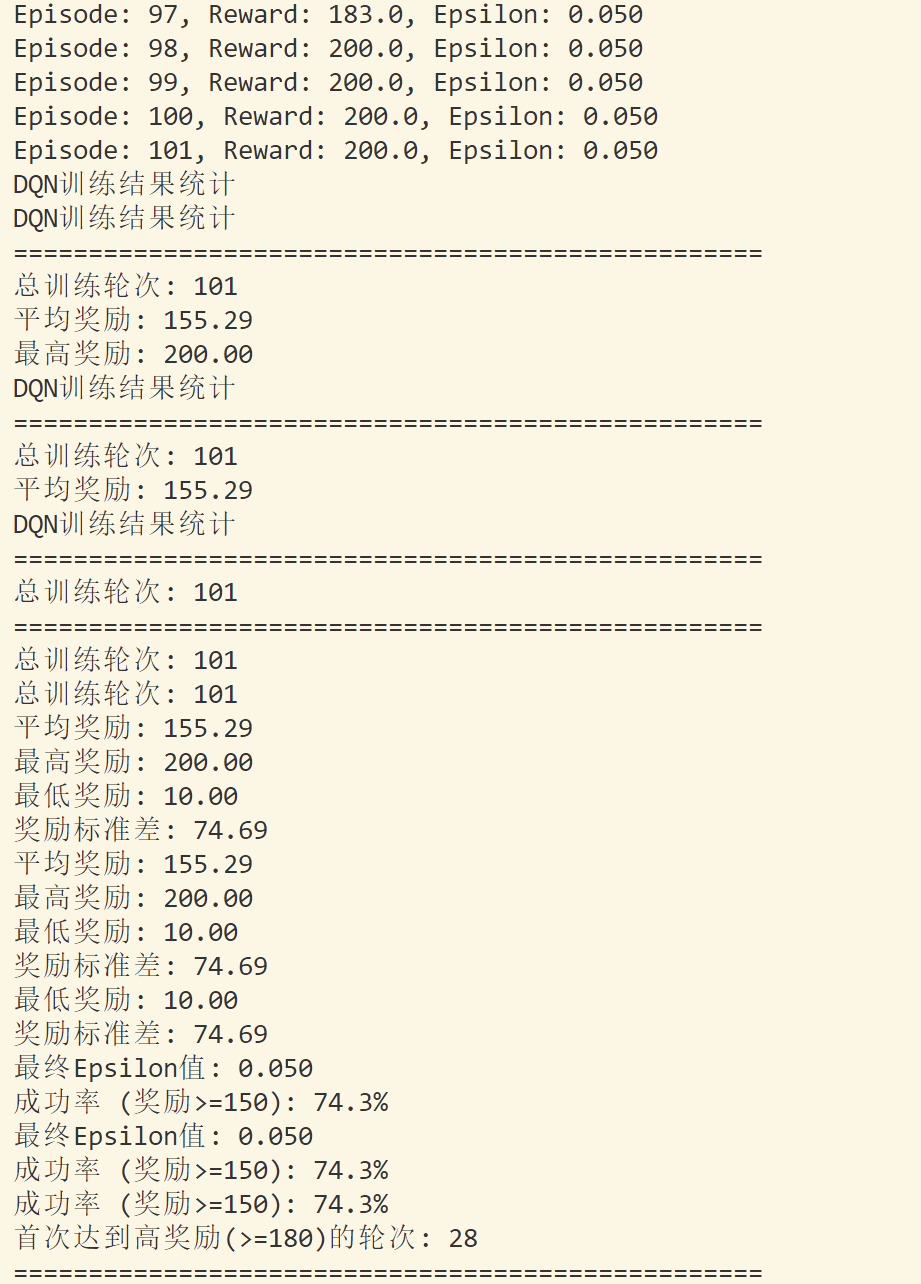 Episode: 97, Reward: 183.0, Epsilon: 0.050
Episode: 98, Reward: 200.0, Epsilon: 0.050
Episode: 99, Reward: 200.0, Epsilon: 0.050
Episode: 100, Reward: 200.0, Epsilon: 0.050
Episode: 101, Reward: 200.0, Epsilon: 0.050
DQN训练结果统计
DQN训练结果统计
==================================================
总训练轮次: 101
平均奖励: 155.29
最高奖励: 200.00
DQN训练结果统计
==================================================
总训练轮次: 101
平均奖励: 155.29
DQN训练结果统计
==================================================
总训练轮次: 101
==================================================
总训练轮次: 101
总训练轮次: 101
平均奖励: 155.29
最高奖励: 200.00
最低奖励: 10.00
奖励标准差: 74.69
平均奖励: 155.29
最高奖励: 200.00
最低奖励: 10.00
奖励标准差: 74.69
最低奖励: 10.00
奖励标准差: 74.69
最终Epsilon值: 0.050
成功率 (奖励>=150): 74.3%
最终Epsilon值: 0.050
成功率 (奖励>=150): 74.3%
成功率 (奖励>=150): 74.3%
首次达到高奖励(>=180)的轮次: 28
==================================================